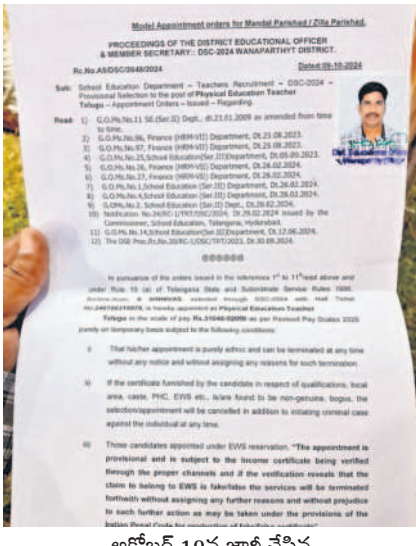 Model Appointment orders for Mandal Parishad / Zilla Parishad.
PROCEEDINGS OF THE DISTRICT EDUCATIONAL OFFICER
& MEMBER SECRETARY:: DSC-2024 WANAPARTHY DISTRICT.
Rc.No.A5/DSC/2648/2024 Dated:09-10-2024
Sub: School Education Department – Teachers Recruitment – DSC-2024 –
Provisional Selection to the post of Physical Education Teacher
Telugu – Appointment Orders – Issued – Regarding.
Read 1) G.O.Ms.No.11 SE.(Ser.II) Dept., dt.23.01.2009 as amended from time
to time.
2) G.O.Ms.No.96, Finance (HRM-VII) Department, Dt.25.08.2023.
3) G.O.Ms.No.97, Finance (HRM-VII) Department, Dt.25.08.2023.
4) G.O.Ms.No.25,School Education(Ser.III)Department, Dt.05.09.2023.
5) G.O.Ms.No.26, Finance (HRM-VII) Department, Dt.26.02.2024.
6) G.O.Ms.No.27, Finance (HRM-VII) Department, Dt.26.02.2024.
7) G.O.Ms.No.1,School Education (Ser.III) Department, Dt.26.02.2024.
8) G.O.Ms.No.4,School Education (Ser.III) Department, Dt.28.02.2024.
9) GOMs.No.2. School Education (Ser.II) Dept., Dt.26.02.2024.
10) Notification No.24/RC-1/TRT/DSC/2024, Dt.29.02.2024 issued by the
Commissioner, School Education, Telangana, Hyderabad.
11) G.O.Ms.No.14,School Education(Ser.III)Department, Dt.12.06.2024.
12) The DSE Proc.Rc.No.20/RC-1/DSC/TRT/2023, Dt.30.09.2024.
@@@@@@
In pursuance of the orders issued in the references 1st to 11th read above and
under Rule 10 (a) of Telangana State and Subordinate Service Rules 1996,
selected through DSC-2024 with Hall Ticket
is hereby appointed as Physical Education Teacher
Telugu in the scale of pay as per Revised Pay Scales 2020
purely on temporary basis subject to the following conditions:
i) That his/her appointment is purely adhoc and can be terminated at any time
without any notice and without assigning any reasons for such termination.
ii) If the certificate furnished by the candidate in respect of qualifications, local
area, caste, PHC, EWS etc., is/are found to be non-genuine, bogus, the
selection/appointment will be cancelled in addition to initiating criminal case
against the individual at any time.
iii) Those candidates appointed under EWS reservation, "The appointment is
provisional and is subject to the income certificate being verified
through the proper channels and if the verification reveals that the
claim to belong to EWS is fake/false the services will be terminated
forthwith without assigning any further reasons and without prejudice
to such further action as may be taken under the provisions of the
Indian Penal Code for production of fake/false certificate"
అక్టోబర్ 10న జారీ చేసిన